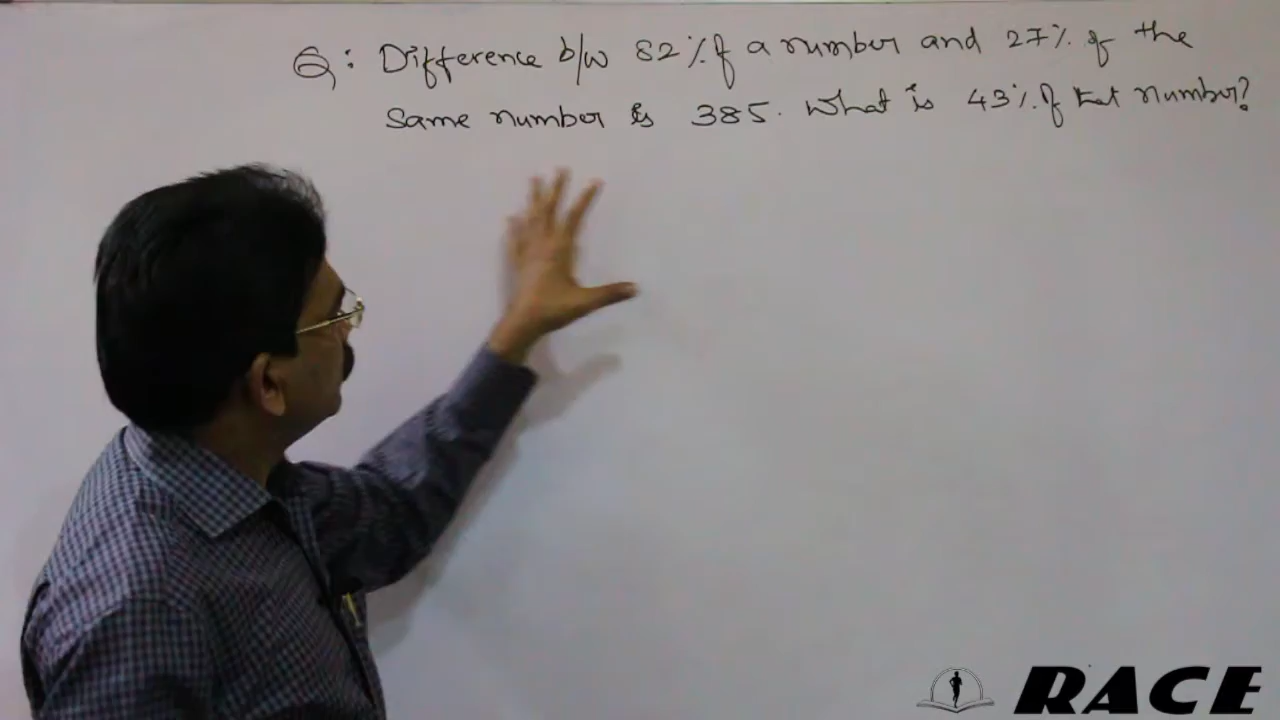 Q: Difference b/w 82% of a number and 27% of the
same number is 385. What is 43% of that number?
RACE